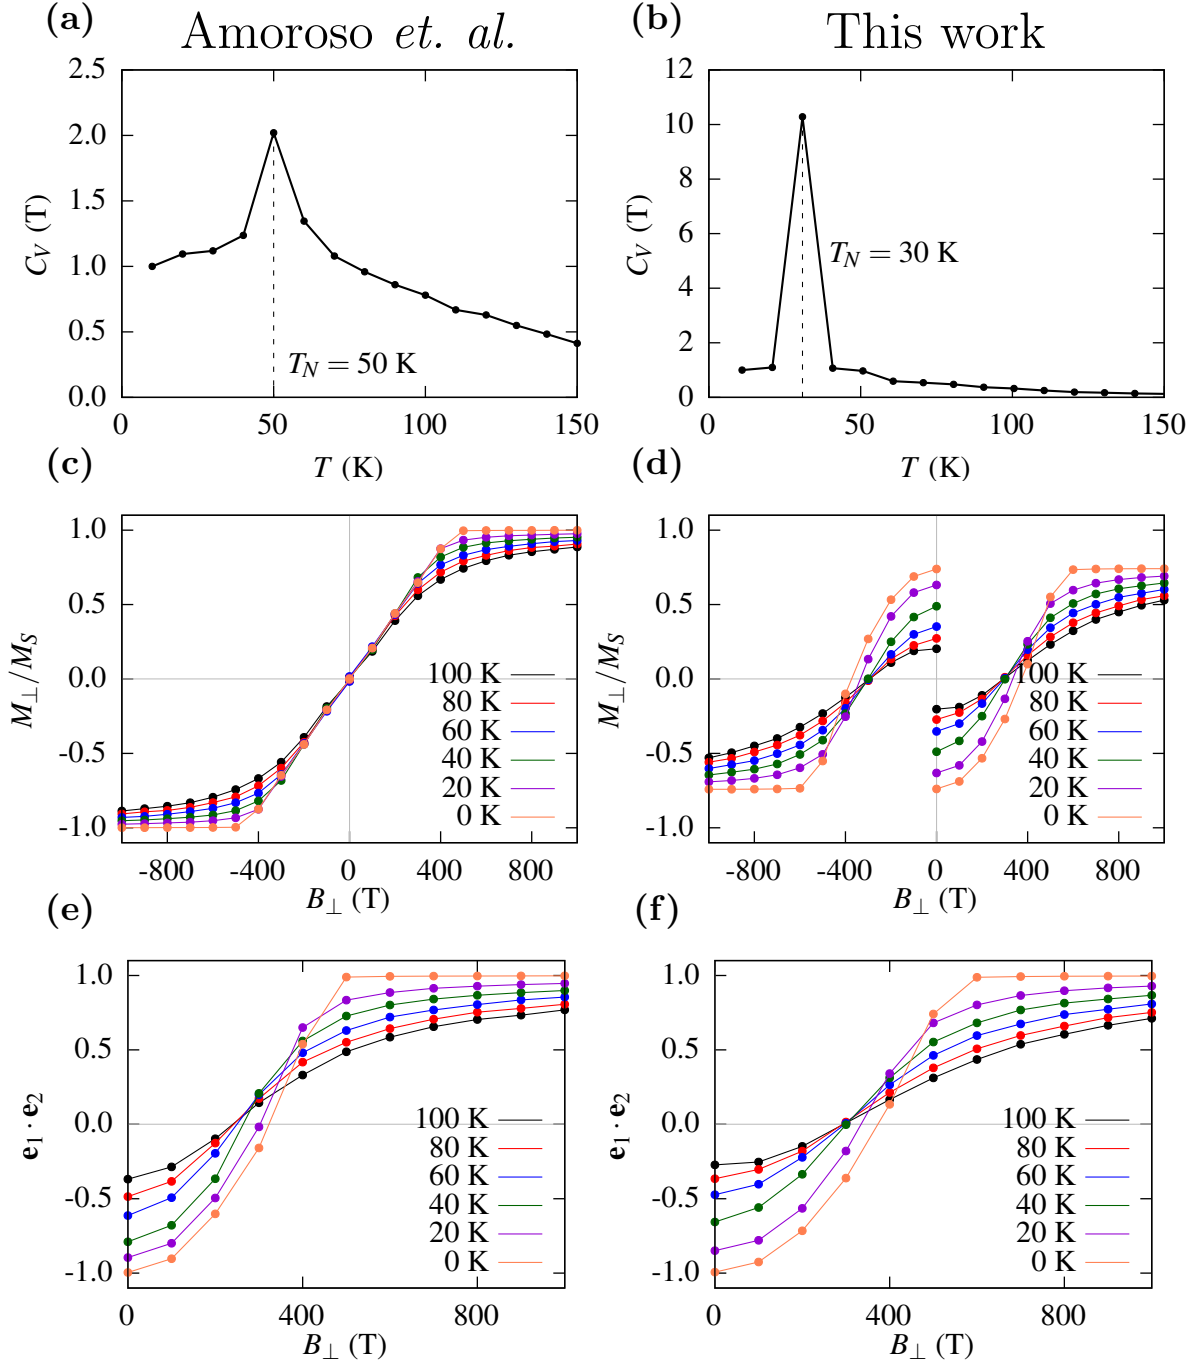 (a) Amoroso et. al.
(b) This work
2.5
2.0
1.5
1.0
0.5
0.0
C_V (T)
T_N = 50 K
0 50 100 150
T (K)
12
10
8
6
4
2
0
C_V (T)
T_N = 30 K
0 50 100 150
T (K)
(c)
1.0
0.5
0.0
-0.5
-1.0
M_⊥/M_S
100 K
80 K
60 K
40 K
20 K
0 K
-800 -400 0 400 800
B_⊥ (T)
(d)
1.0
0.5
0.0
-0.5
-1.0
M_⊥/M_S
100 K
80 K
60 K
40 K
20 K
0 K
-800 -400 0 400 800
B_⊥ (T)
(e)
1.0
0.5
0.0
-0.5
-1.0
e₁ · e₂
100 K
80 K
60 K
40 K
20 K
0 K
0 400 800
B_⊥ (T)
(f)
1.0
0.5
0.0
-0.5
-1.0
e₁ · e₂
100 K
80 K
60 K
40 K
20 K
0 K
0 400 800
B_⊥ (T)